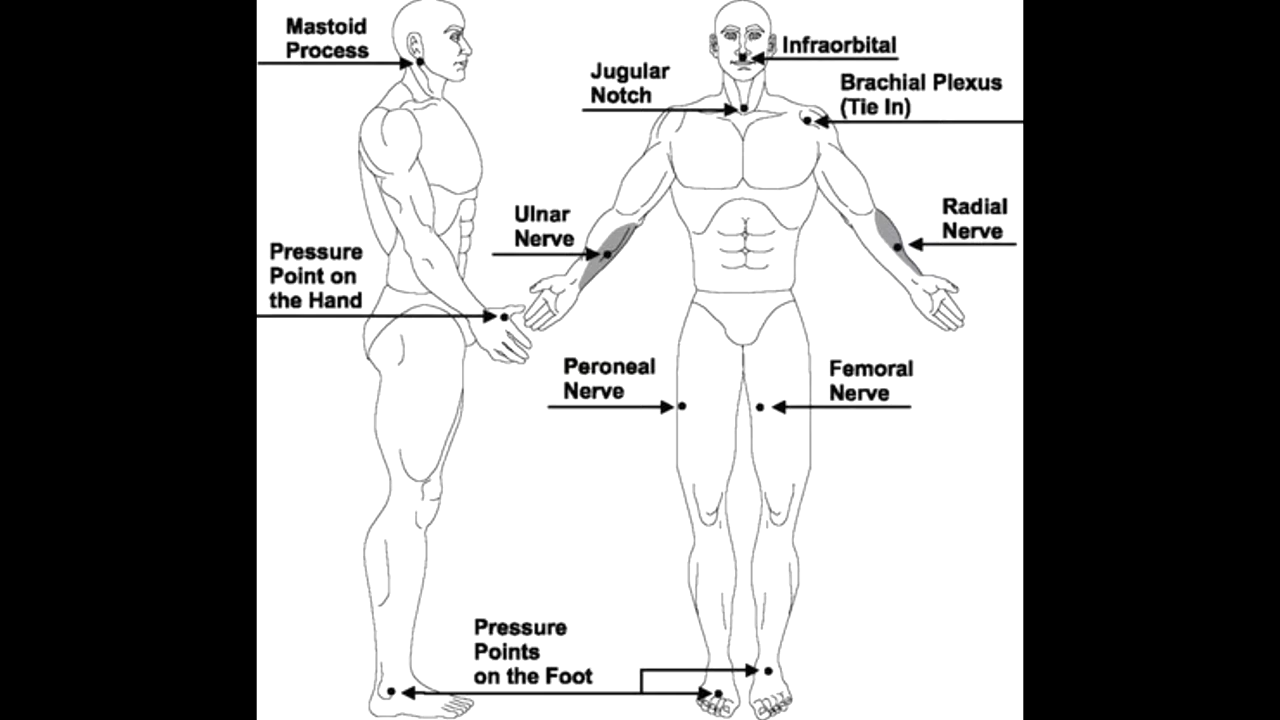 Mastoid
Process
Infraorbital
Jugular
Notch
Brachial Plexus
(Tie In)
Ulnar
Nerve
Radial
Nerve
Pressure
Point on
the Hand
Peroneal
Nerve
Femoral
Nerve
Pressure
Points
on the Foot